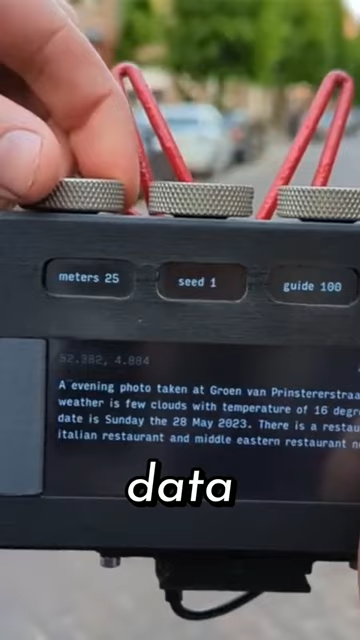 meters 25
seed 1
guide 100
52.382, 4.884
A evening photo taken at Groen van Prinstererstraa
weather is few clouds with temperature of 16 degr
date is Sunday the 28 May 2023. There is a restau
italian restaurant and middle eastern restaurant n
data